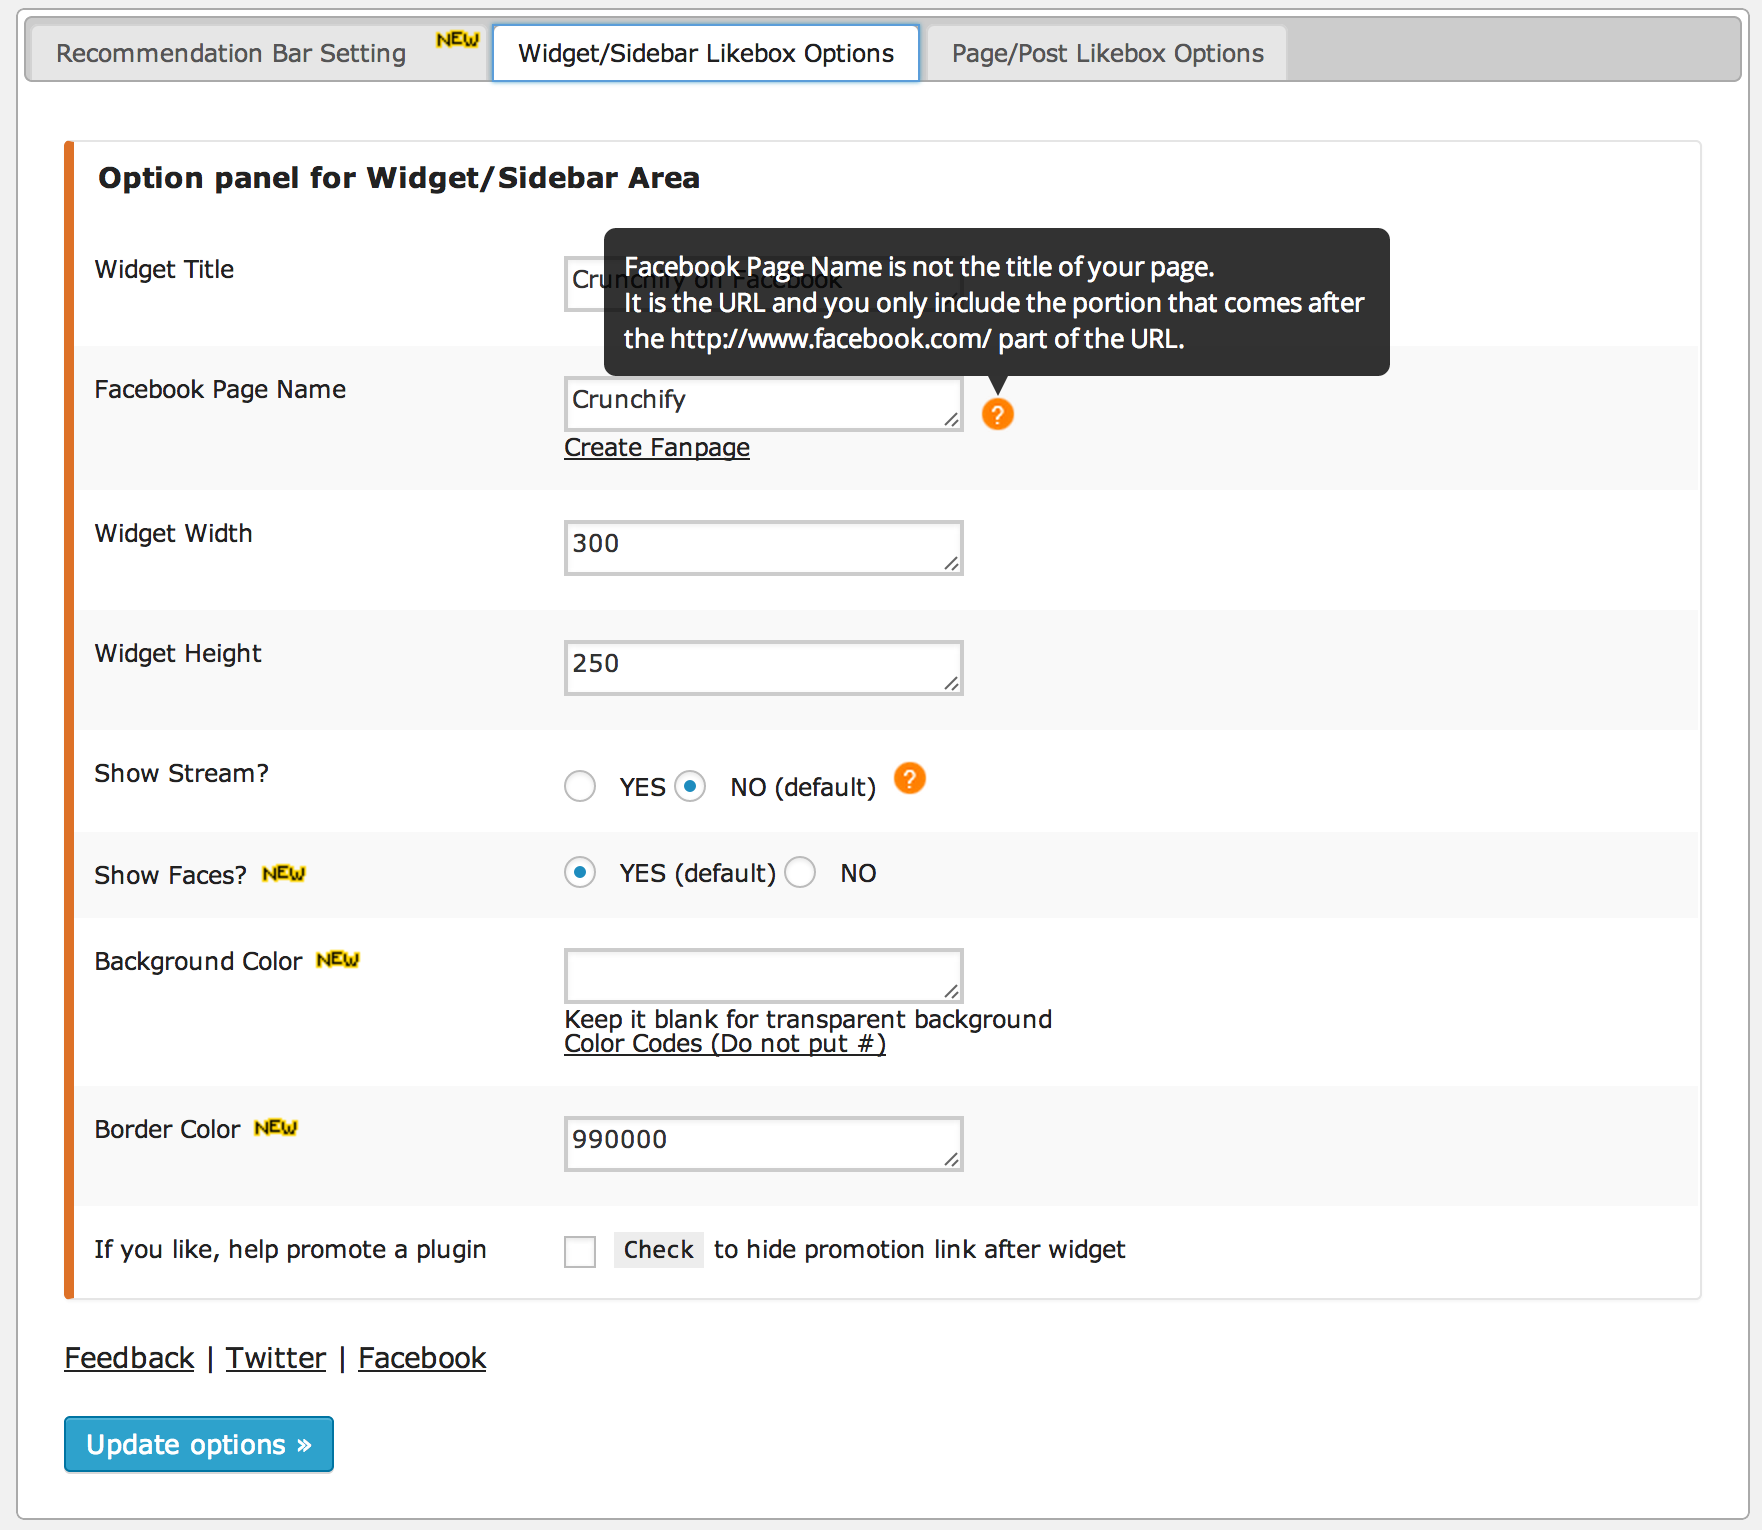 Recommendation Bar Setting NEW Widget/Sidebar Likebox Options Page/Post Likebox Options
Option panel for Widget/Sidebar Area
Widget Title Crunchify on Facebook
Facebook Page Name is not the title of your page.
It is the URL and you only include the portion that comes after
the http://www.facebook.com/ part of the URL.
Facebook Page Name Crunchify ?
Create Fanpage
Widget Width 300
Widget Height 250
Show Stream? YES NO (default) ?
Show Faces? NEW YES (default) NO
Background Color NEW
Keep it blank for transparent background
Color Codes (Do not put #)
Border Color NEW 990000
If you like, help promote a plugin Check to hide promotion link after widget
Feedback | Twitter | Facebook
Update options »